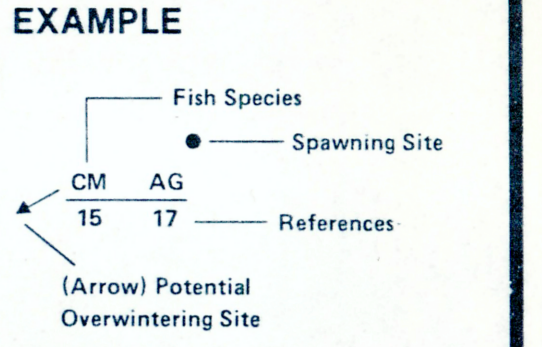 EXAMPLE
Fish Species
Spawning Site
CM AG
15 17
References
(Arrow) Potential
Overwintering Site